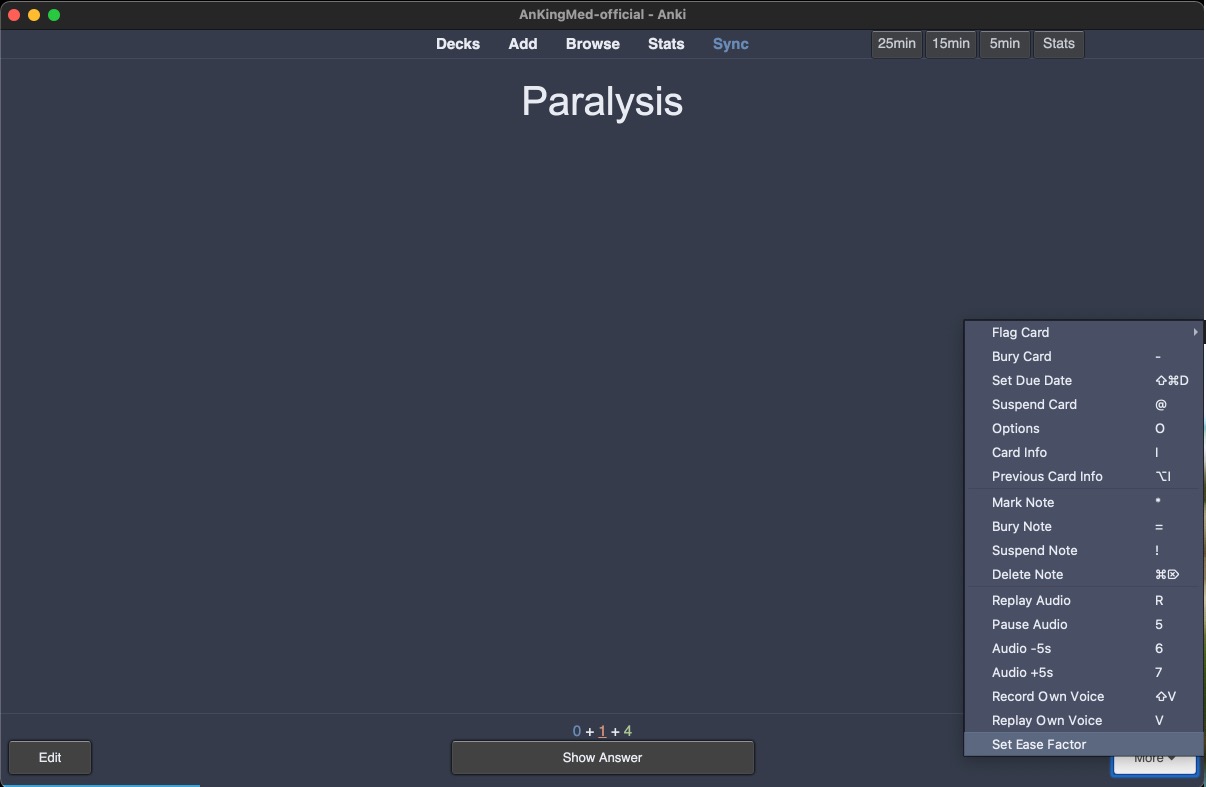 AnKingMed-official - Anki
Decks Add Browse Stats Sync 25min 15min 5min Stats
Paralysis
Flag Card
Bury Card -
Set Due Date ⇧⌘D
Suspend Card @
Options O
Card Info I
Previous Card Info ⌥I
Mark Note *
Bury Note =
Suspend Note !
Delete Note ⌘⌦
Replay Audio R
Pause Audio 5
Audio -5s 6
Audio +5s 7
Record Own Voice ⇧V
Replay Own Voice V
Set Ease Factor
0 + 1 + 4
Edit Show Answer More